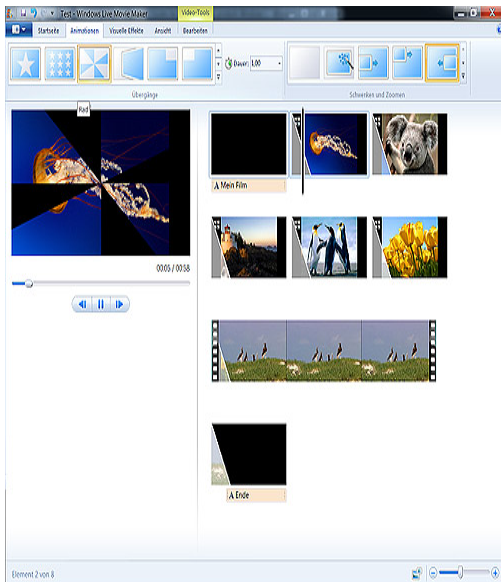 Test - Windows Live Movie Maker
Video-Tools
Startseite Animationen Visuelle Effekte Ansicht Bearbeiten
Dauer: 1,00
Übergänge
Schwenken und Zoomen
Rad
A Mein Film
00:05 / 00:58
A Ende
Element 2 von 8